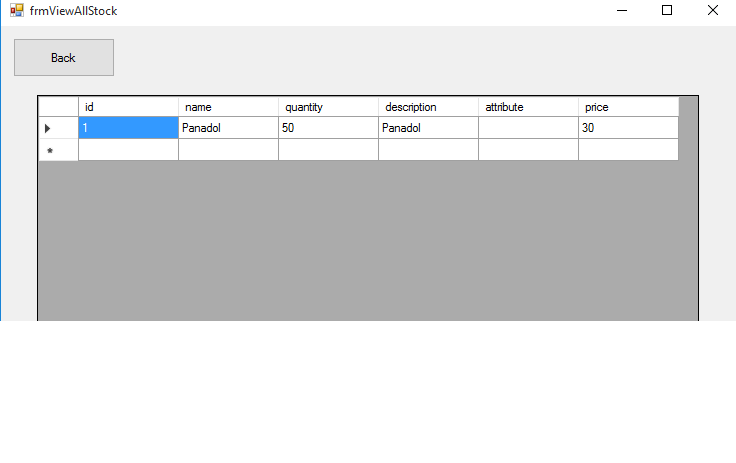 frmViewAllStock
Back
id name quantity description attribute price
1 Panadol 50 Panadol 30
*